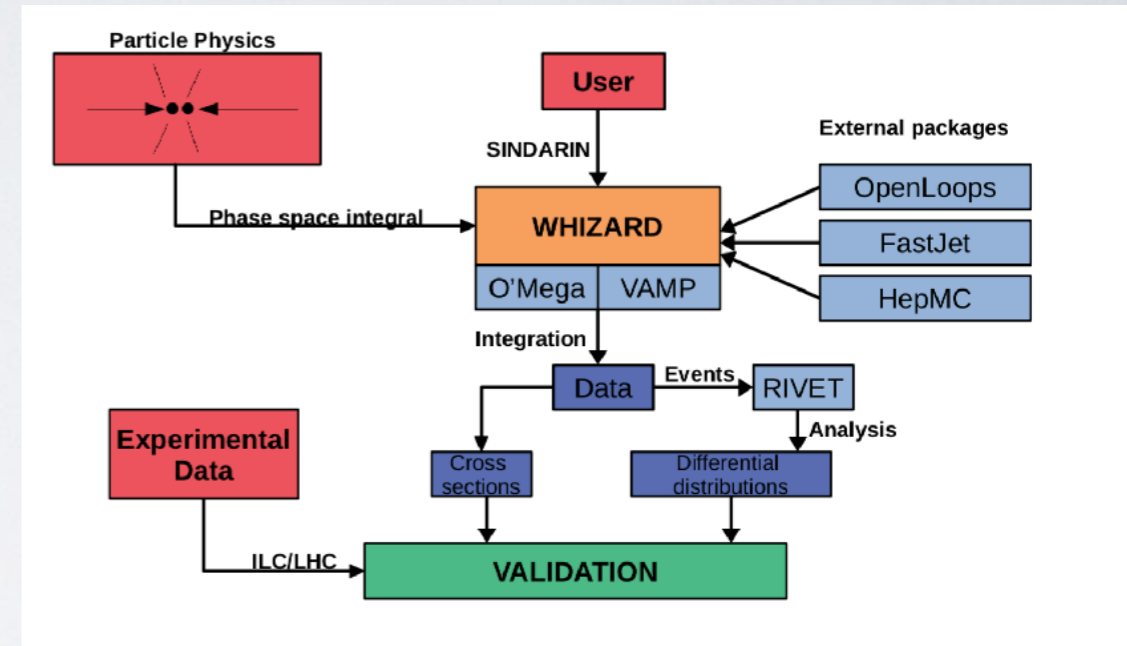 Particle Physics
User
SINDARIN
External packages
OpenLoops
FastJet
HepMC
Phase space integral
WHIZARD
O'Mega
VAMP
Integration
Data
Events
RIVET
Analysis
Experimental
Data
Cross
sections
Differential
distributions
ILC/LHC
VALIDATION